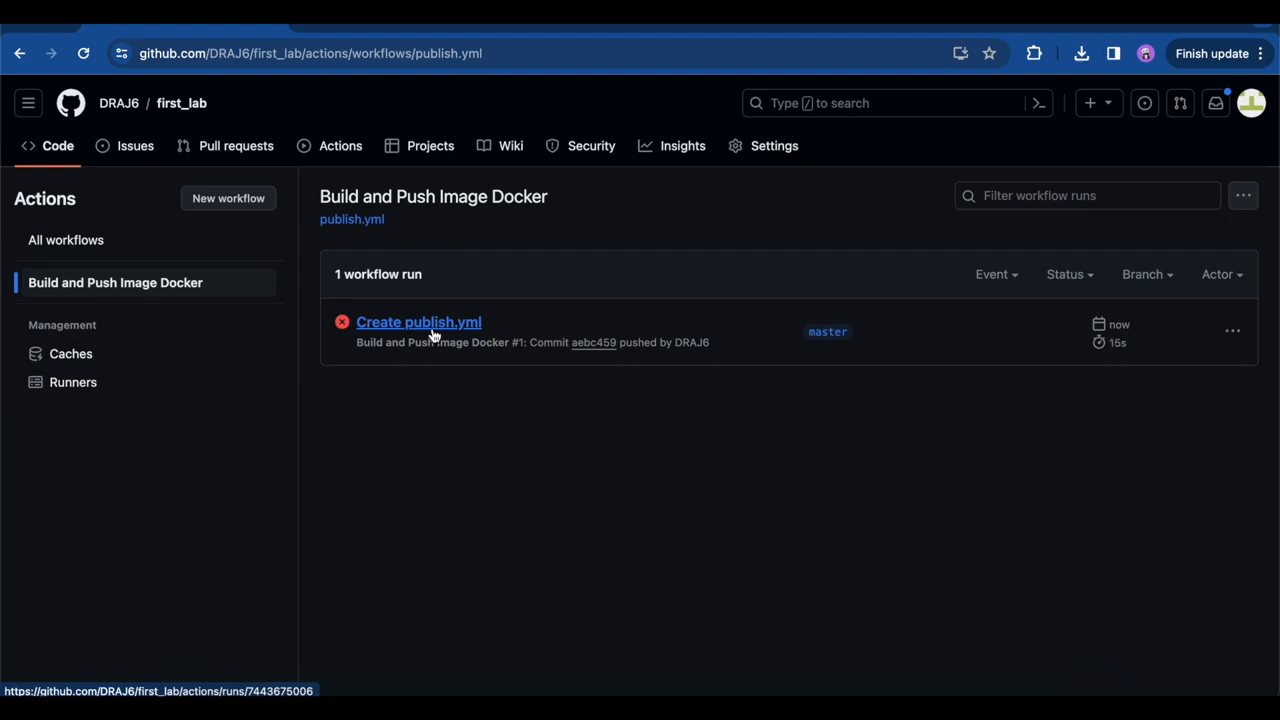 github.com/DRAJ6/first_lab/actions/workflows/publish.yml
Finish update
DRAJ6 / first_lab
Type / to search
Code
Issues
Pull requests
Actions
Projects
Wiki
Security
Insights
Settings
Actions
New workflow
All workflows
Build and Push Image Docker
Management
Caches
Runners
Build and Push Image Docker
publish.yml
Filter workflow runs
1 workflow run
Event
Status
Branch
Actor
Create publish.yml
Build and Push Image Docker #1: Commit aebc459 pushed by DRAJ6
master
now
15s
https://github.com/DRAJ6/first_lab/actions/runs/7443675006